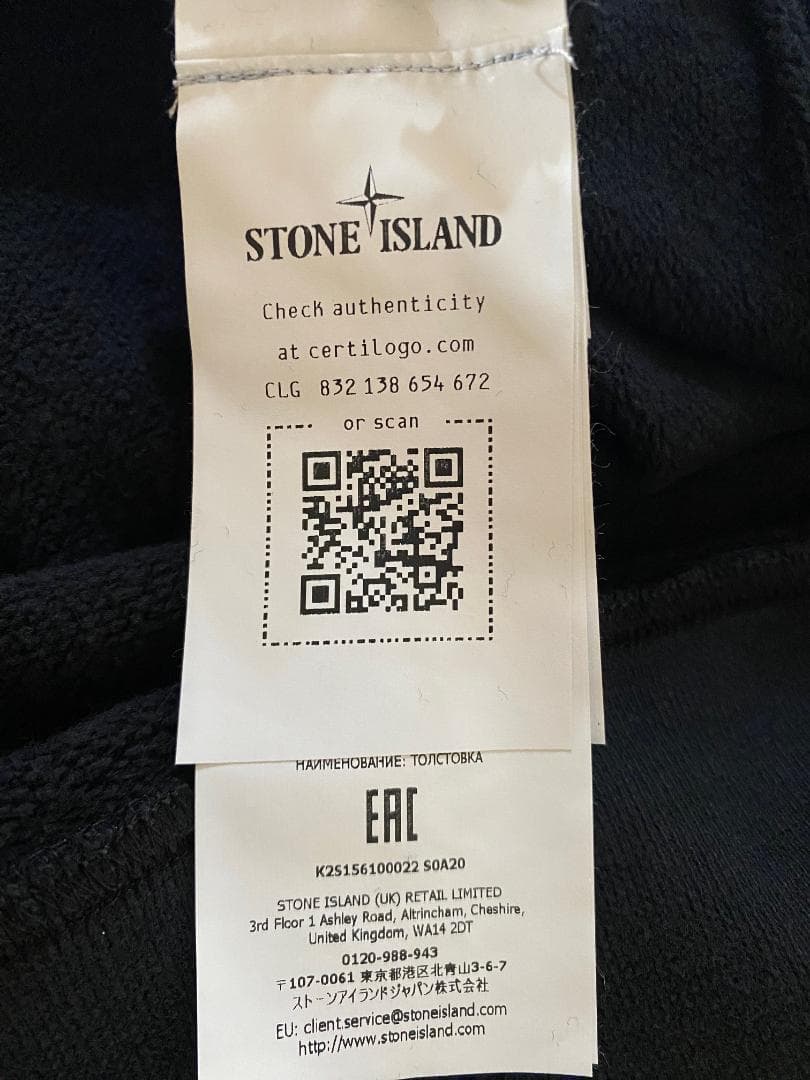 STONE ISLAND
Check authenticity
at certilogo.com
CLG 832 138 654 672
or scan
НАИМЕНОВАНИЕ: ТОЛСТОВКА
EAC
K2S156100022 S0A20
STONE ISLAND (UK) RETAIL LIMITED
3rd Floor 1 Ashley Road, Altrincham, Cheshire,
United Kingdom, WA14 2DT
0120-988-943
〒107-0061 東京都港区北青山3-6-7
ストーンアイランドジャパン株式会社
EU: client.service@stoneisland.com
http://www.stoneisland.com